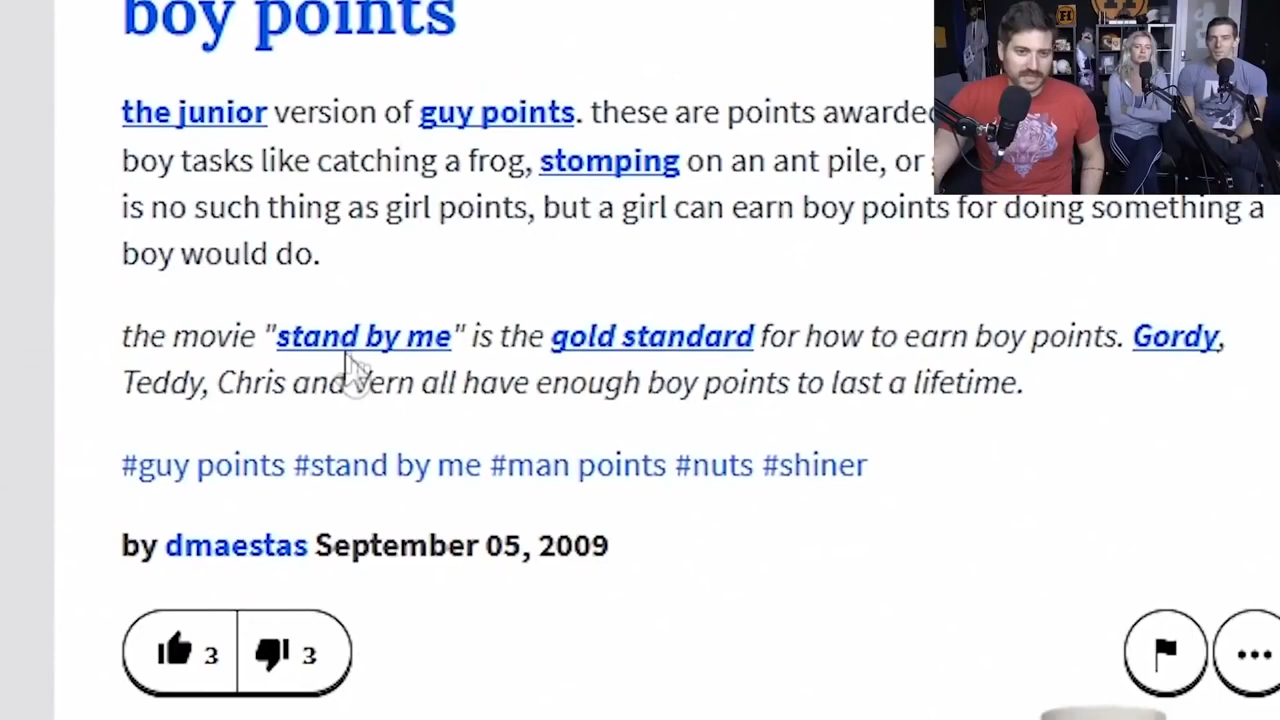 boy points
the junior version of guy points. these are points awarded
boy tasks like catching a frog, stomping on an ant pile, or
is no such thing as girl points, but a girl can earn boy points for doing something a
boy would do.
the movie "stand by me" is the gold standard for how to earn boy points. Gordy,
Teddy, Chris and Vern all have enough boy points to last a lifetime.
#guy points #stand by me #man points #nuts #shiner
by dmaestas September 05, 2009
3 3